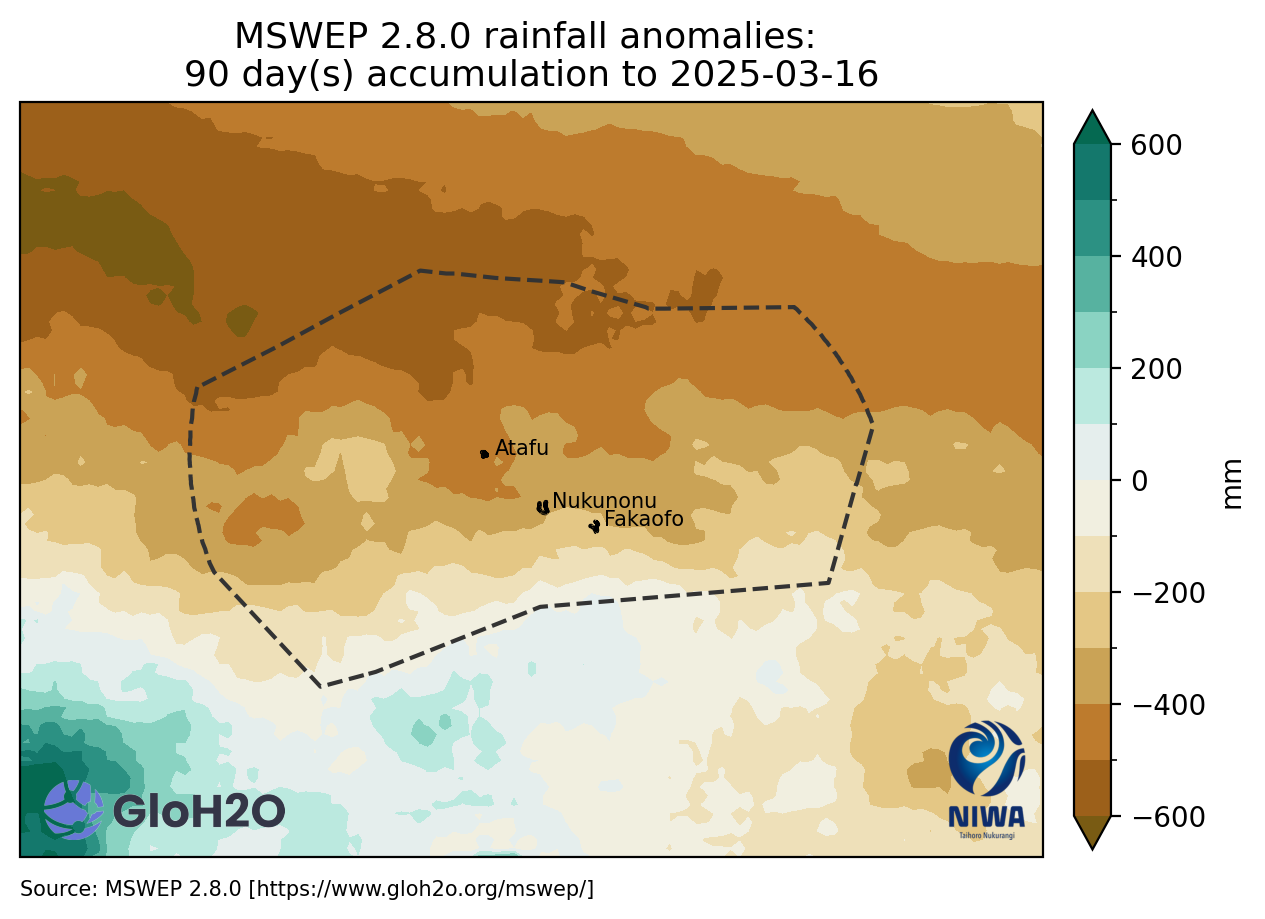 MSWEP 2.8.0 rainfall anomalies:
90 day(s) accumulation to 2025-03-16
600
400
200
0
−200
−400
−600
mm
Atafu
Nukunonu
Fakaofo
GloH2O
NIWA
Taihoro Nukurangi
Source: MSWEP 2.8.0 [https://www.gloh2o.org/mswep/]